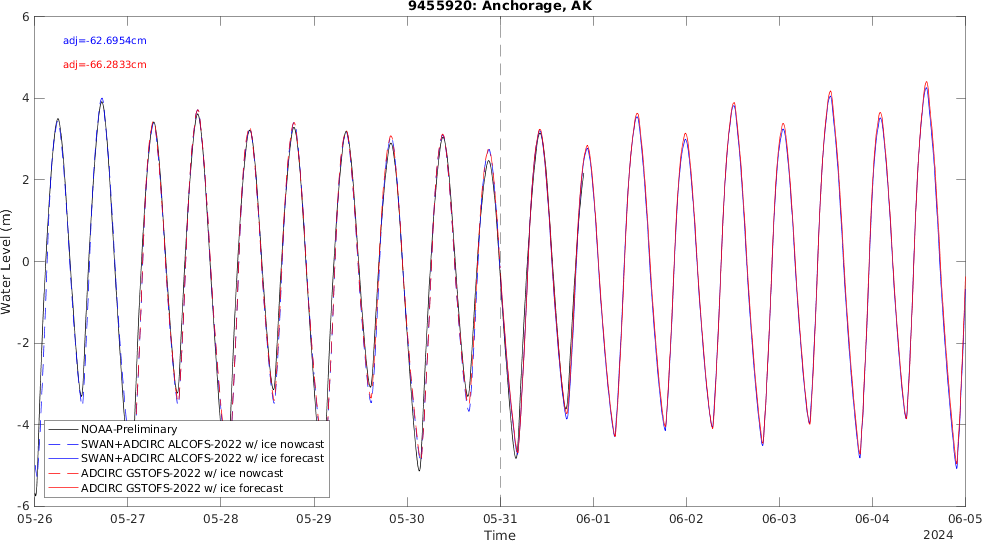 9455920: Anchorage, AK
adj=-62.6954cm
adj=-66.2833cm
Water Level (m)
6
4
2
0
-2
-4
-6
NOAA-Preliminary
SWAN+ADCIRC ALCOFS-2022 w/ ice nowcast
SWAN+ADCIRC ALCOFS-2022 w/ ice forecast
ADCIRC GSTOFS-2022 w/ ice nowcast
ADCIRC GSTOFS-2022 w/ ice forecast
05-26 05-27 05-28 05-29 05-30 05-31 06-01 06-02 06-03 06-04 06-05
Time
2024